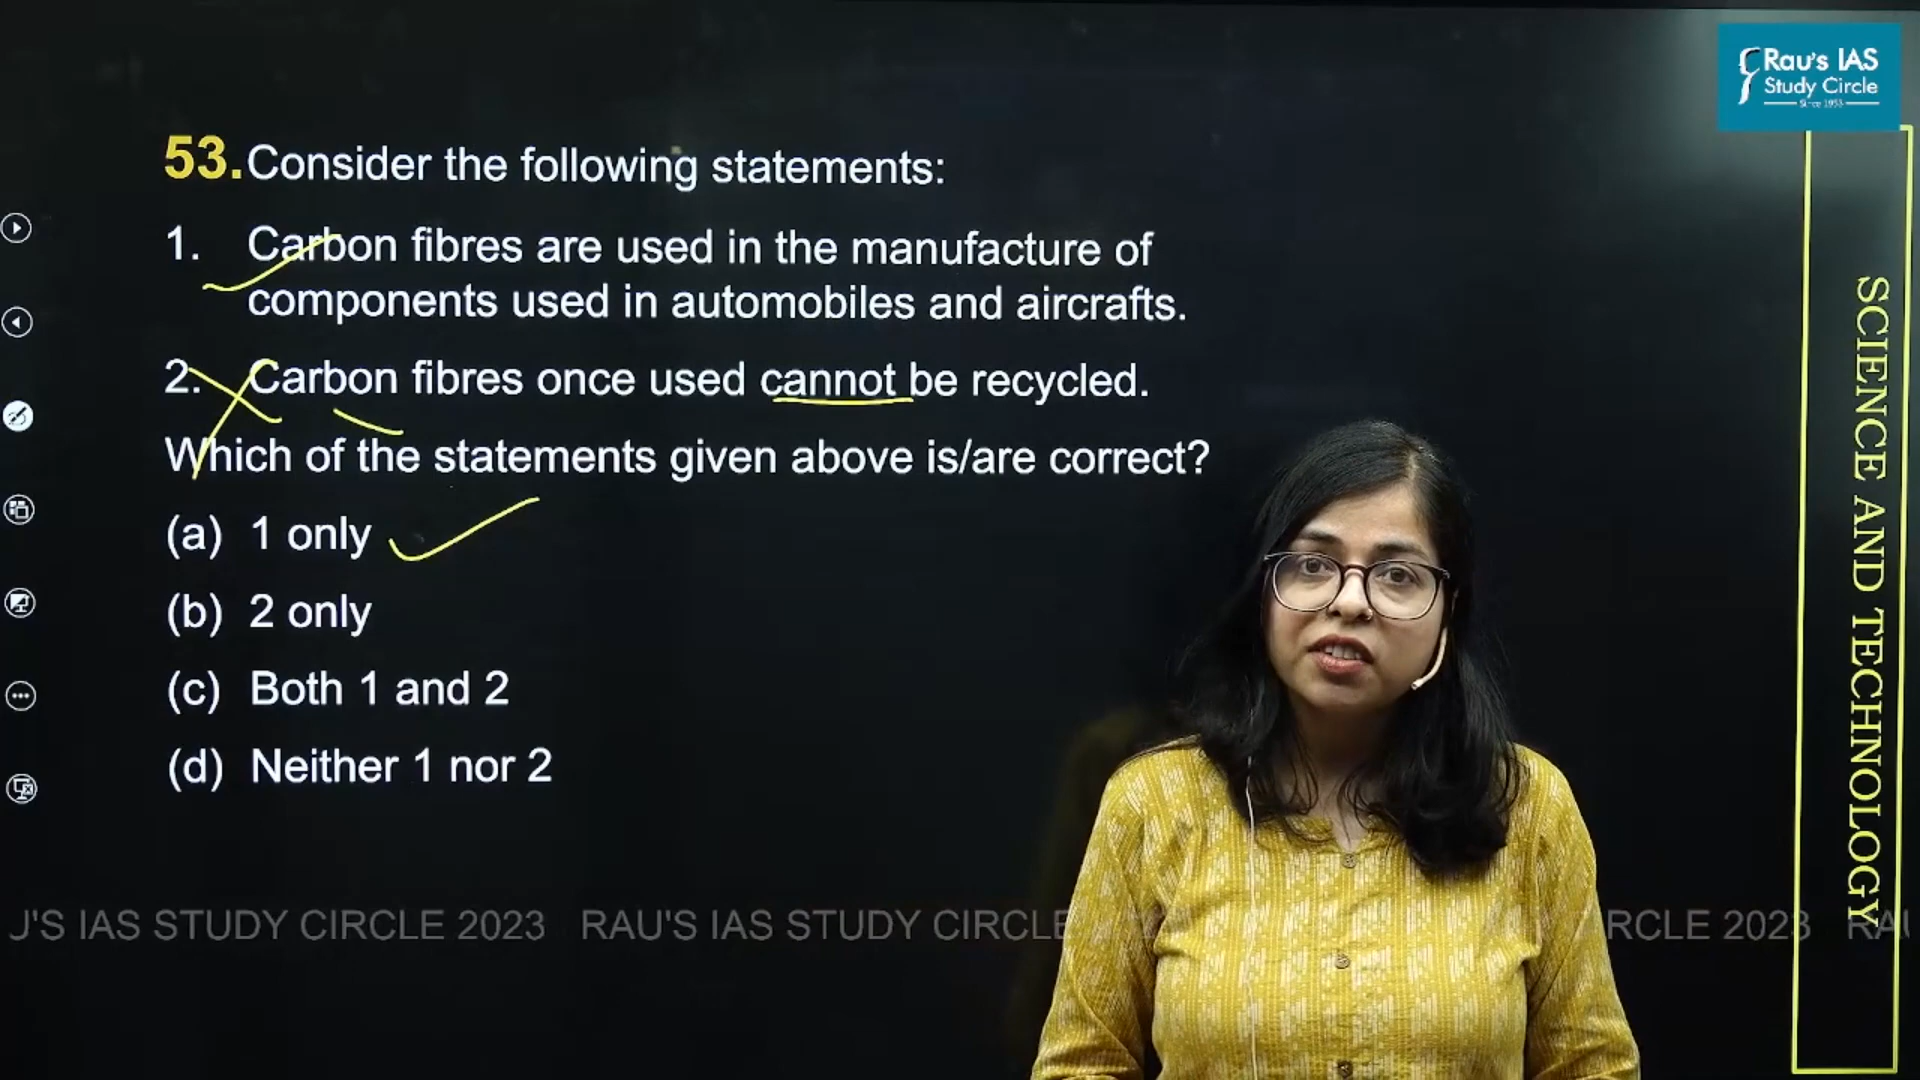 Rau's IAS
Study Circle
Since 1953
53. Consider the following statements:
1. Carbon fibres are used in the manufacture of
components used in automobiles and aircrafts.
2. Carbon fibres once used cannot be recycled.
Which of the statements given above is/are correct?
(a) 1 only
(b) 2 only
(c) Both 1 and 2
(d) Neither 1 nor 2
SCIENCE AND TECHNOLOGY
J'S IAS STUDY CIRCLE 2023 RAU'S IAS STUDY CIRCLE RCLE 2023 RAU